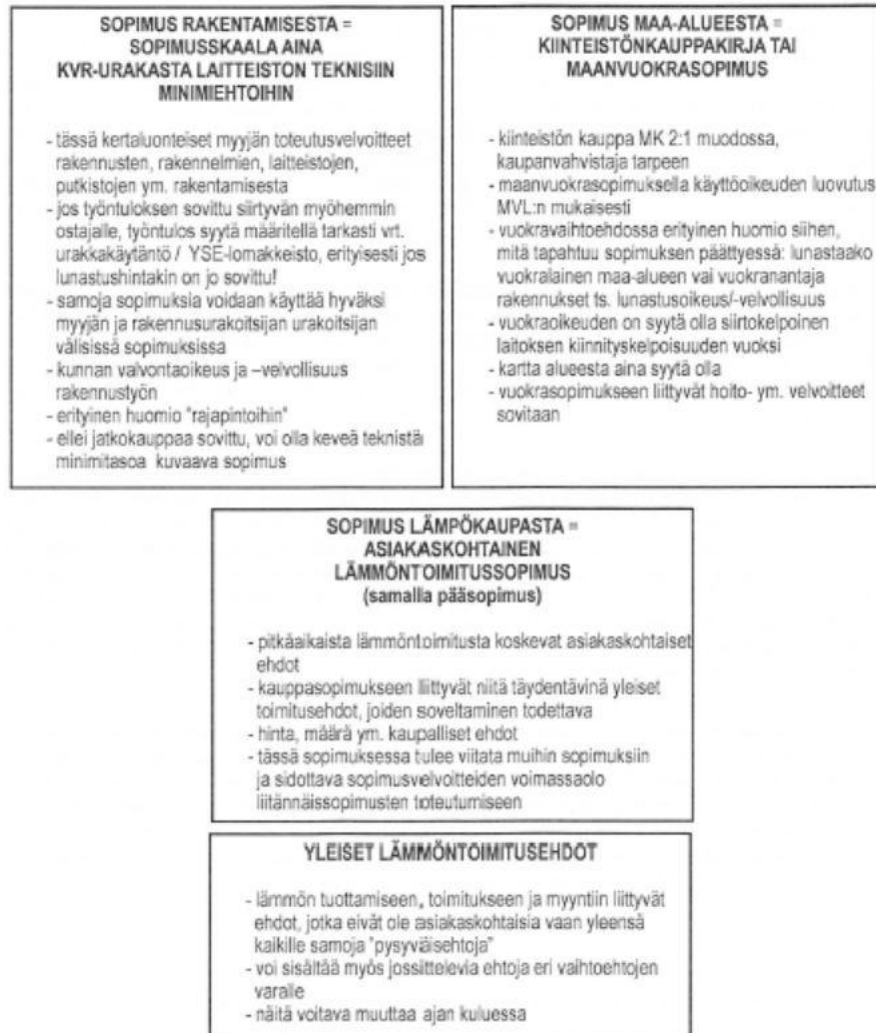 SOPIMUS RAKENTAMISESTA =
SOPIMUSSKAALA AINA
KVR-URAKASTA LAITTEISTON TEKNISIIN
MINIMIEHTOIHIN
- tässä kertaluonteiset myyjän toteutusvelvoitteet
rakennusten, rakennelmien, laitteistojen,
putkistojen ym. rakentamisesta
- jos työntuloksen sovittu siirtyvän myöhemmin
ostajalle, työntulos syytä määritellä tarkasti vrt.
urakkakäytäntö / YSE-lomakkeisto, erityisesti jos
lunastushintakin on jo sovittu!
- samoja sopimuksia voidaan käyttää hyväksi
myyjän ja rakennusurakoitsijan urakoitsijan
välisissä sopimuksissa
- kunnan valvontaoikeus ja –velvollisuus
rakennustyön
- erityinen huomio "rajapintoihin"
- ellei jatkokauppaa sovittu, voi olla keveä teknistä
minimitasoa kuvaava sopimus
SOPIMUS MAA-ALUEESTA =
KIINTEISTÖNKAUPPAKIRJA TAI
MAANVUOKRASOPIMUS
- kiinteistön kauppa MK 2:1 muodossa,
kaupanvahvistaja tarpeen
- maanvuokrasopimuksella käyttöoikeuden luovutus
MVL:n mukaisesti
- vuokravaihtoehdossa erityinen huomio siihen,
mitä tapahtuu sopimuksen päättyessä: lunastaako
vuokralainen maa-alueen vai vuokranantaja
rakennukset ts. lunastusoikeus/-velvollisuus
- vuokraoikeuden on syytä olla siirtokelpoinen
laitoksen kiinnityskelpoisuuden vuoksi
- kartta alueesta aina syytä olla
- vuokrasopimukseen liittyvät hoito- ym. velvoitteet
sovitaan
SOPIMUS LÄMPÖKAUPASTA =
ASIAKASKOHTAINEN
LÄMMÖNTOIMITUSSOPIMUS
(samalla pääsopimus)
- pitkäaikaista lämmöntoimitusta koskevat asiakaskohtaiset
ehdot
- kauppasopimukseen liittyvät niitä täydentävinä yleiset
toimitusehdot, joiden soveltaminen todettava
- hinta, määrä ym. kaupalliset ehdot
- tässä sopimuksessa tulee viitata muihin sopimuksiin
ja sidottava sopimusvelvoitteiden voimassaolo
liitännäissopimusten toteutumiseen
YLEISET LÄMMÖNTOIMITUSEHDOT
- lämmön tuottamiseen, toimitukseen ja myyntiin liittyvät
ehdot, jotka eivät ole asiakaskohtaisia vaan yleensä
kaikille samoja "pysyväisehtoja"
- voi sisältää myös jossittelevia ehtoja eri vaihtoehtojen
varalle
- näitä voitava muuttaa ajan kuluessa